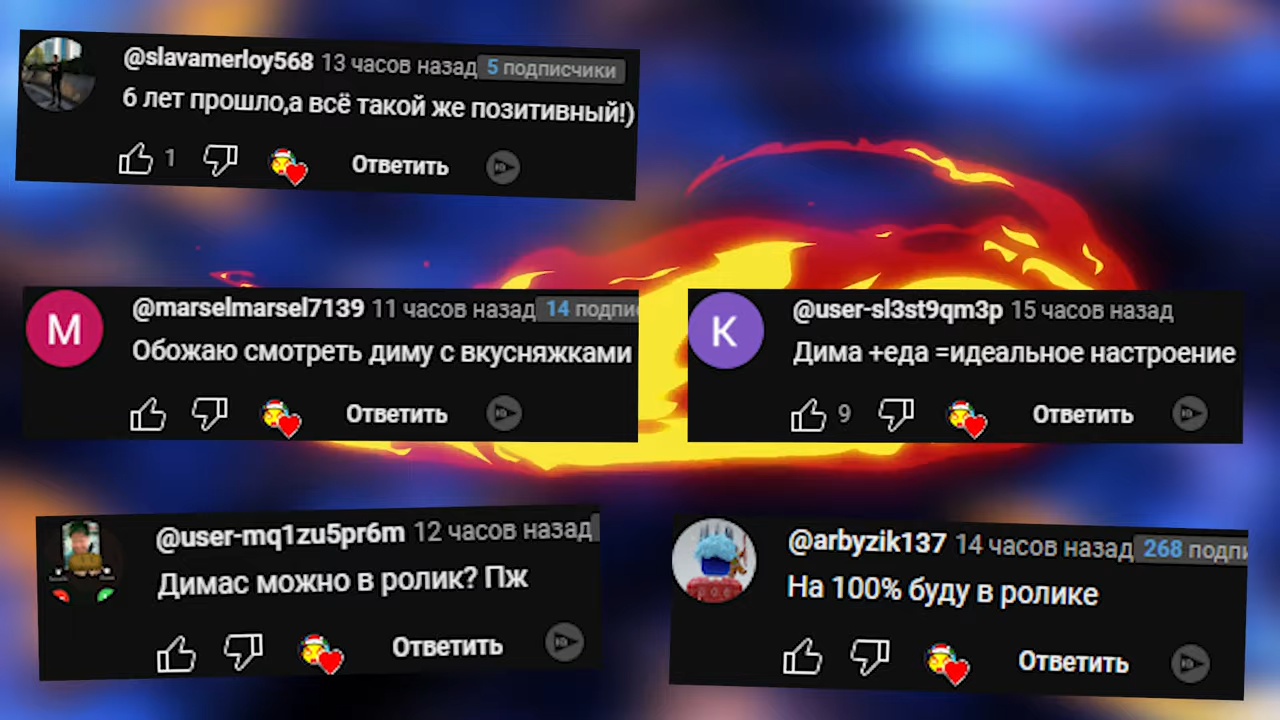 @slavamerloy568 13 часов назад 5 подписчики
6 лет прошло,а всё такой же позитивный!)
1 Ответить
М @marselmarsel7139 11 часов назад 14 подпи
Обожаю смотреть диму с вкусняжками
Ответить
К @user-sl3st9qm3p 15 часов назад
Дима +еда =идеальное настроение
9 Ответить
@user-mq1zu5pr6m 12 часов назад
Димас можно в ролик? Пж
Ответить
@arbyzik137 14 часов назад 268 подпи
На 100% буду в ролике
Ответить